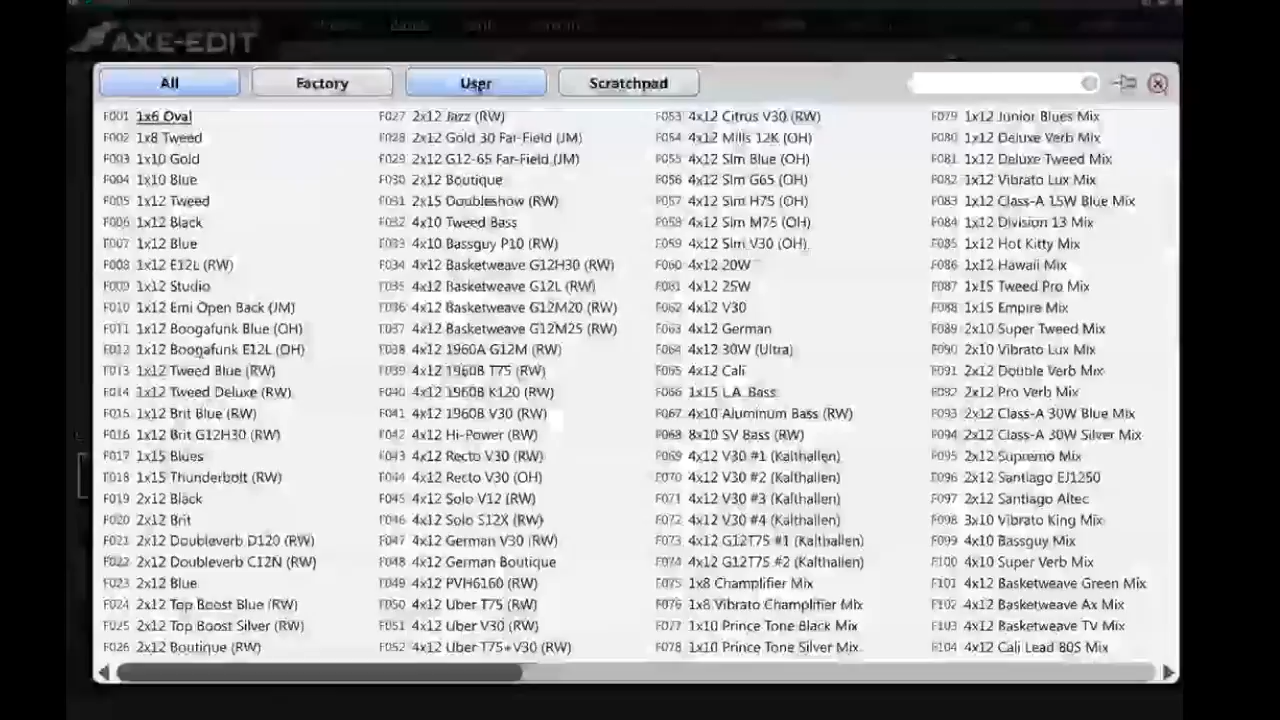 AXE-EDIT
All
Factory
User
Scratchpad
F001 1x6 Oval
F002 1x8 Tweed
F003 1x10 Gold
F004 1x10 Blue
F005 1x12 Tweed
F006 1x12 Black
F007 1x12 Blue
F008 1x12 E12L (RW)
F009 1x12 Studio
F010 1x12 Emi Open Back (JM)
F011 1x12 Boogafunk Blue (OH)
F012 1x12 Boogafunk E12L (OH)
F013 1x12 Tweed Blue (RW)
F014 1x12 Tweed Deluxe (RW)
F015 1x12 Brit Blue (RW)
F016 1x12 Brit G12H30 (RW)
F017 1x15 Blues
F018 1x15 Thunderbolt (RW)
F019 2x12 Black
F020 2x12 Brit
F021 2x12 Doubleverb D120 (RW)
F022 2x12 Doubleverb C12N (RW)
F023 2x12 Blue
F024 2x12 Top Boost Blue (RW)
F025 2x12 Top Boost Silver (RW)
F026 2x12 Boutique (RW)
F027 2x12 Jazz (RW)
F028 2x12 Gold 30 Far-Field (JM)
F029 2x12 G12-65 Far-Field (JM)
F030 2x12 Boutique
F031 2x15 Doubleshow (RW)
F032 4x10 Tweed Bass
F033 4x10 Bassguy P10 (RW)
F034 4x12 Basketweave G12H30 (RW)
F035 4x12 Basketweave G12L (RW)
F036 4x12 Basketweave G12M20 (RW)
F037 4x12 Basketweave G12M25 (RW)
F038 4x12 1960A G12M (RW)
F039 4x12 1960B T75 (RW)
F040 4x12 1960B K120 (RW)
F041 4x12 1960B V30 (RW)
F042 4x12 Hi-Power (RW)
F043 4x12 Recto V30 (RW)
F044 4x12 Recto V30 (OH)
F045 4x12 Solo V12 (RW)
F046 4x12 Solo S12X (RW)
F047 4x12 German V30 (RW)
F048 4x12 German Boutique
F049 4x12 PVH6160 (RW)
F050 4x12 Uber T75 (RW)
F051 4x12 Uber V30 (RW)
F052 4x12 Uber T75+V30 (RW)
F053 4x12 Citrus V30 (RW)
F054 4x12 Mills 12K (OH)
F055 4x12 Slm Blue (OH)
F056 4x12 Slm G65 (OH)
F057 4x12 Slm H75 (OH)
F058 4x12 Slm M75 (OH)
F059 4x12 Slm V30 (OH)
F060 4x12 20W
F061 4x12 25W
F062 4x12 V30
F063 4x12 German
F064 4x12 30W (Ultra)
F065 4x12 Cali
F066 1x15 L.A. Bass
F067 4x10 Aluminum Bass (RW)
F068 8x10 SV Bass (RW)
F069 4x12 V30 #1 (Kalthallen)
F070 4x12 V30 #2 (Kalthallen)
F071 4x12 V30 #3 (Kalthallen)
F072 4x12 V30 #4 (Kalthallen)
F073 4x12 G12T75 #1 (Kalthallen)
F074 4x12 G12T75 #2 (Kalthallen)
F075 1x8 Champlifier Mix
F076 1x8 Vibrato Champlifier Mix
F077 1x10 Prince Tone Black Mix
F078 1x10 Prince Tone Silver Mix
F079 1x12 Junior Blues Mix
F080 1x12 Deluxe Verb Mix
F081 1x12 Deluxe Tweed Mix
F082 1x12 Vibrato Lux Mix
F083 1x12 Class-A 15W Blue Mix
F084 1x12 Division 13 Mix
F085 1x12 Hot Kitty Mix
F086 1x12 Hawaii Mix
F087 1x15 Tweed Pro Mix
F088 1x15 Empire Mix
F089 2x10 Super Tweed Mix
F090 2x10 Vibrato Lux Mix
F091 2x12 Double Verb Mix
F092 2x12 Pro Verb Mix
F093 2x12 Class-A 30W Blue Mix
F094 2x12 Class-A 30W Silver Mix
F095 2x12 Supremo Mix
F096 2x12 Santiago EJ1250
F097 2x12 Santiago Altec
F098 3x10 Vibrato King Mix
F099 4x10 Bassguy Mix
F100 4x10 Super Verb Mix
F101 4x12 Basketweave Green Mix
F102 4x12 Basketweave Ax Mix
F103 4x12 Basketweave TV Mix
F104 4x12 Cali Lead 80S Mix